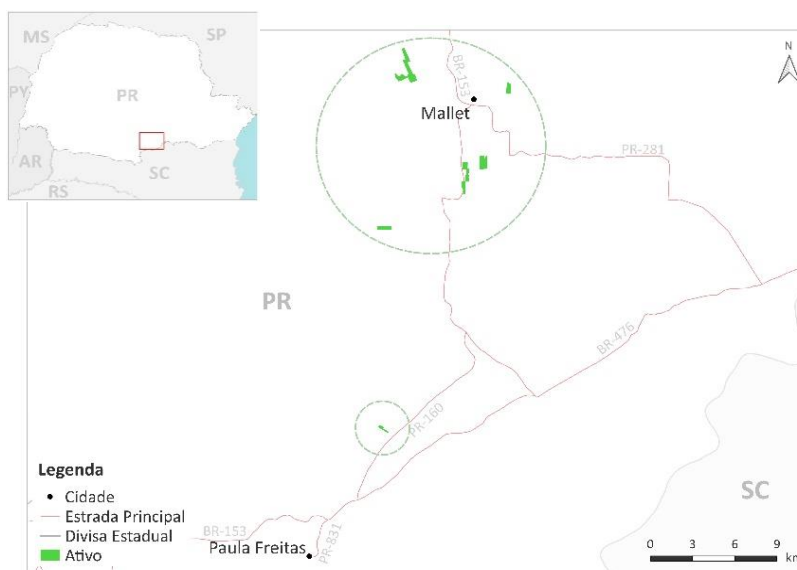 MS
SP
PY
PR
AR
SC
RS
N
BR-153
Mallet
PR-281
PR
BR-476
PR-160
SC
Legenda
Cidade
Estrada Principal
Divisa Estadual
Ativo
BR-153
PR-831
Paula Freitas
0 3 6 9
km